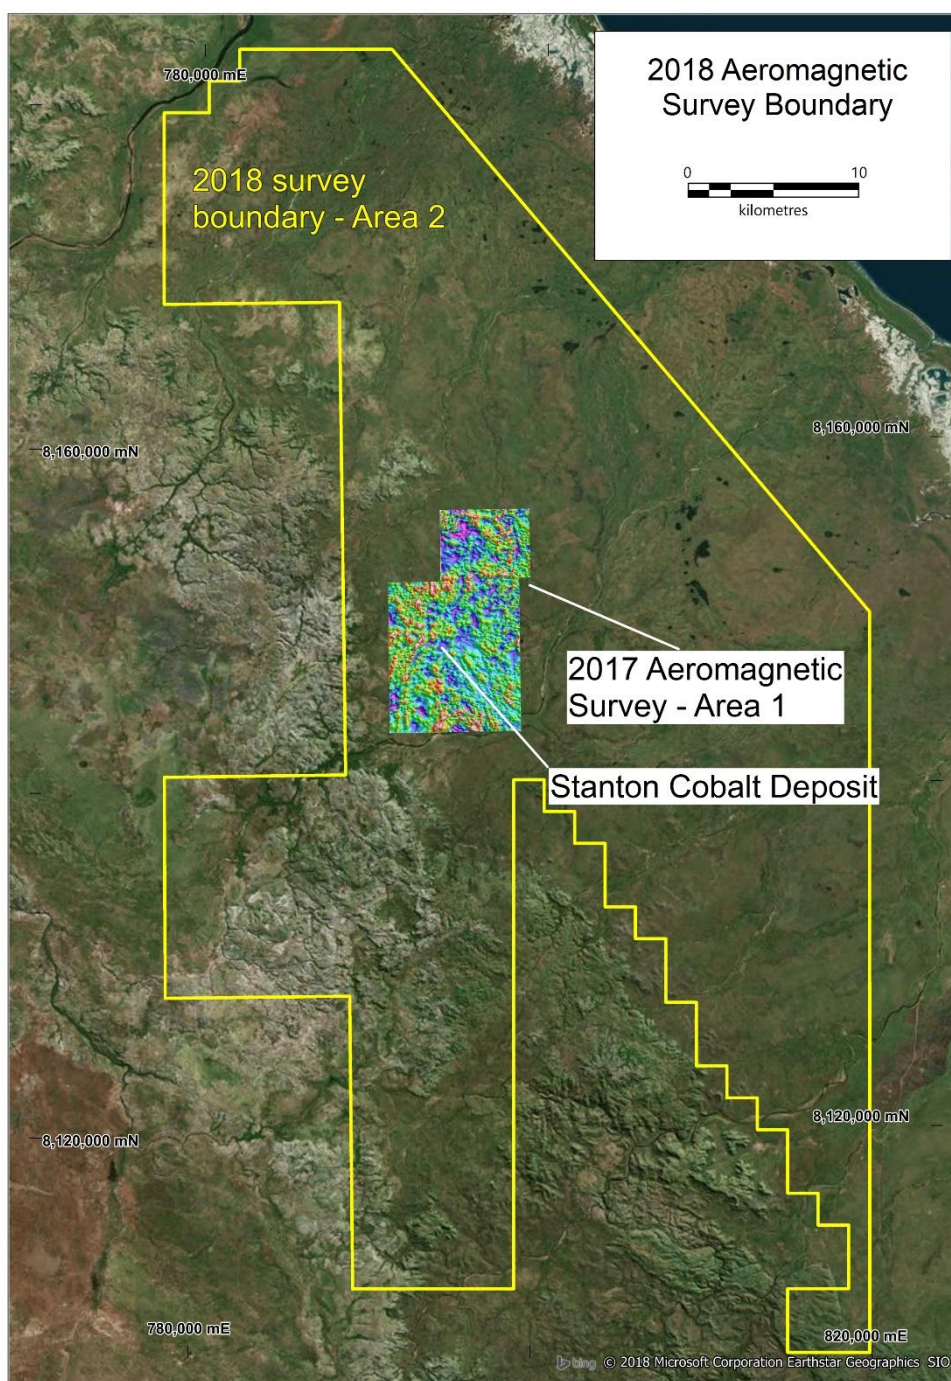 780,000 mE
2018 Aeromagnetic
Survey Boundary
0 10
kilometres
2018 survey
boundary - Area 2
8,160,000 mN
8,160,000 mN
2017 Aeromagnetic
Survey - Area 1
Stanton Cobalt Deposit
8,120,000 mN
8,120,000 mN
780,000 mE
820,000 mE
bing © 2018 Microsoft Corporation Earthstar Geographics SIO